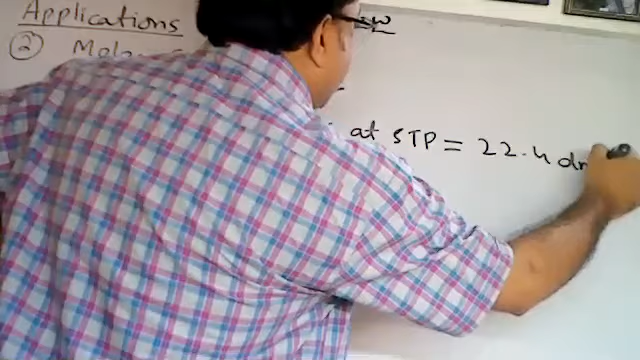 Applications
② Mola
at STP = 22.4 dm